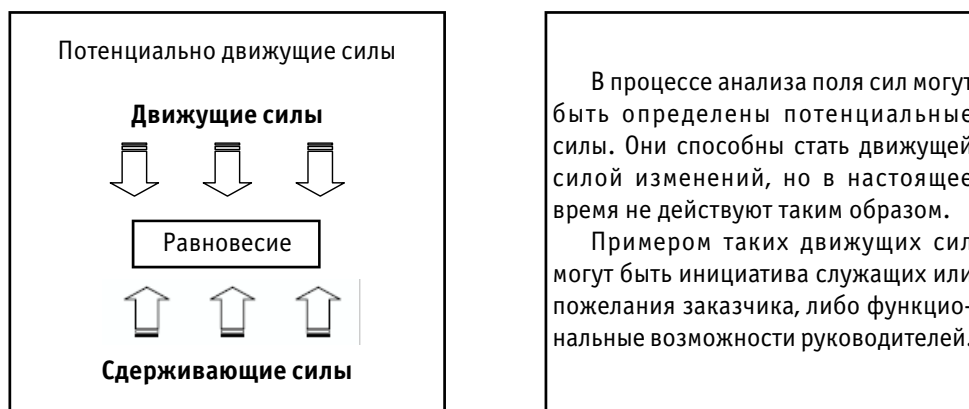 Потенциально движущие силы
Движущие силы
Равновесие
Сдерживающие силы
В процессе анализа поля сил могут
быть определены потенциальные
силы. Они способны стать движущей
силой изменений, но в настоящее
время не действуют таким образом.
Примером таких движущих сил
могут быть инициатива служащих или
пожелания заказчика, либо функцио-
нальные возможности руководителей.